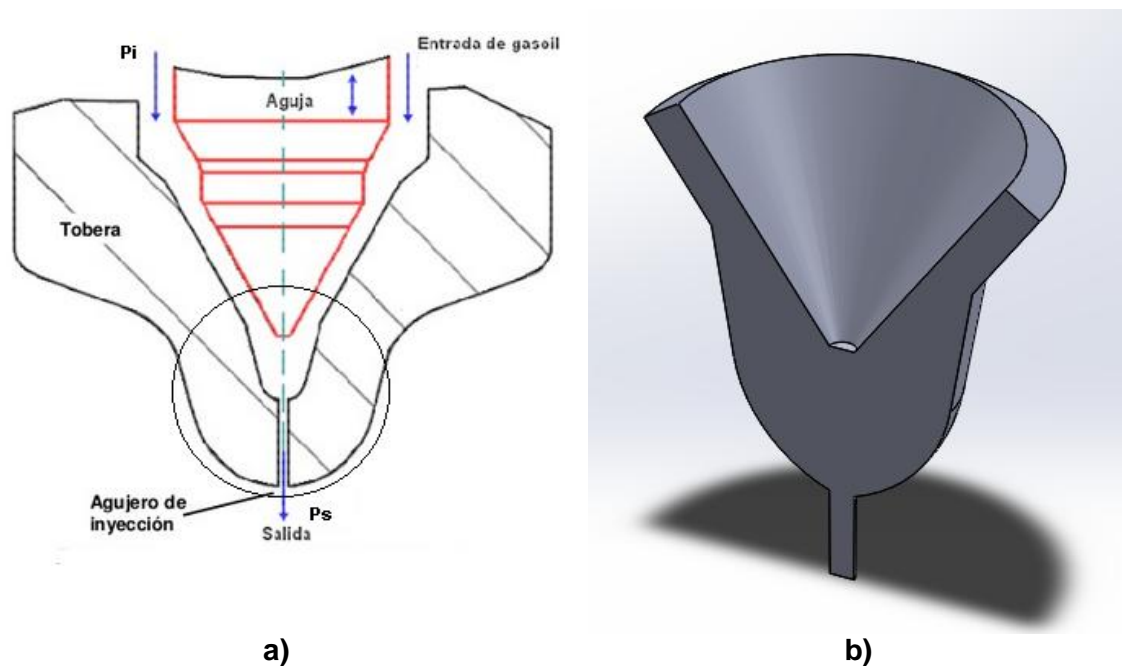 Pi
Entrada de gasoil
Aguja
Tobera
Agujero de
inyección
Ps
Salida
a)
b)